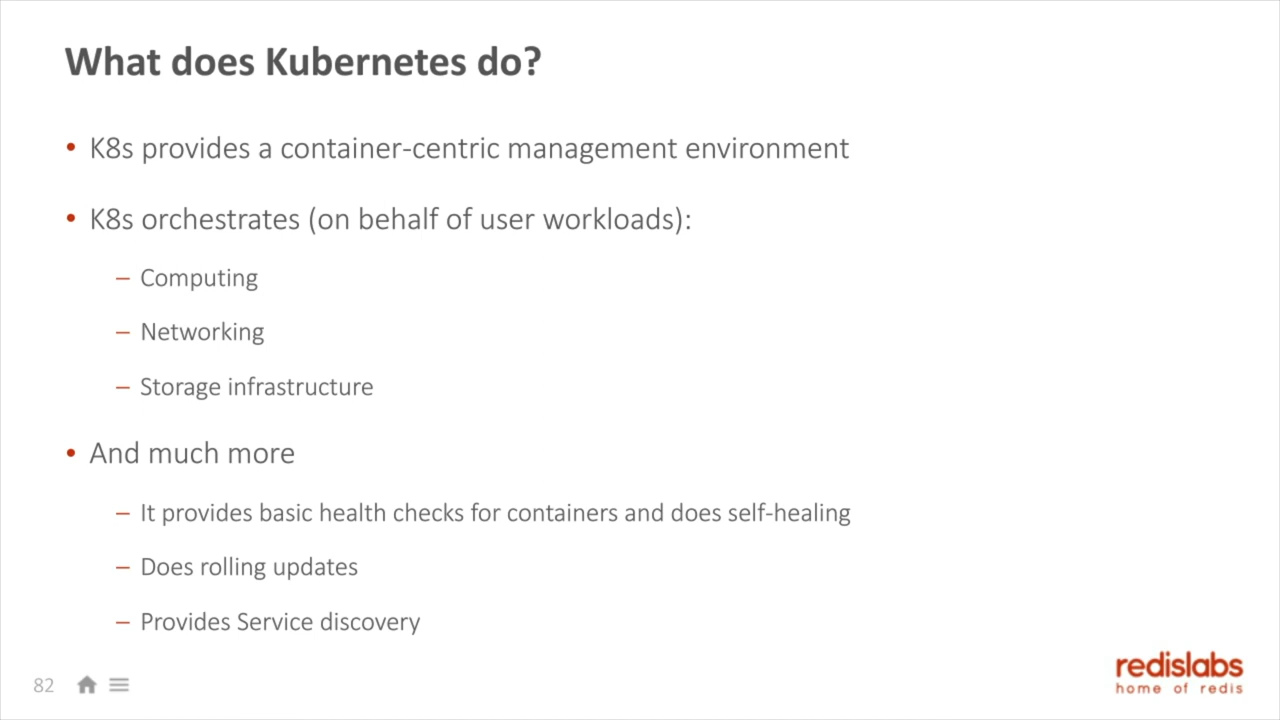 What does Kubernetes do?
• K8s provides a container-centric management environment
• K8s orchestrates (on behalf of user workloads):
– Computing
– Networking
– Storage infrastructure
• And much more
– It provides basic health checks for containers and does self-healing
– Does rolling updates
– Provides Service discovery
82
redislabs
home of redis